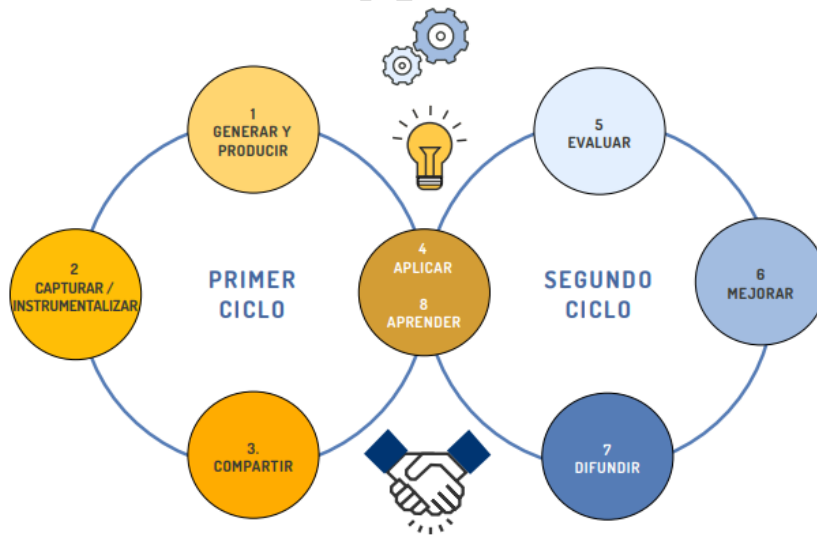 1
GENERAR Y
PRODUCIR
2
CAPTURAR /
INSTRUMENTALIZAR
3.
COMPARTIR
PRIMER
CICLO
4
APLICAR
8
APRENDER
SEGUNDO
CICLO
5
EVALUAR
6
MEJORAR
7
DIFUNDIR